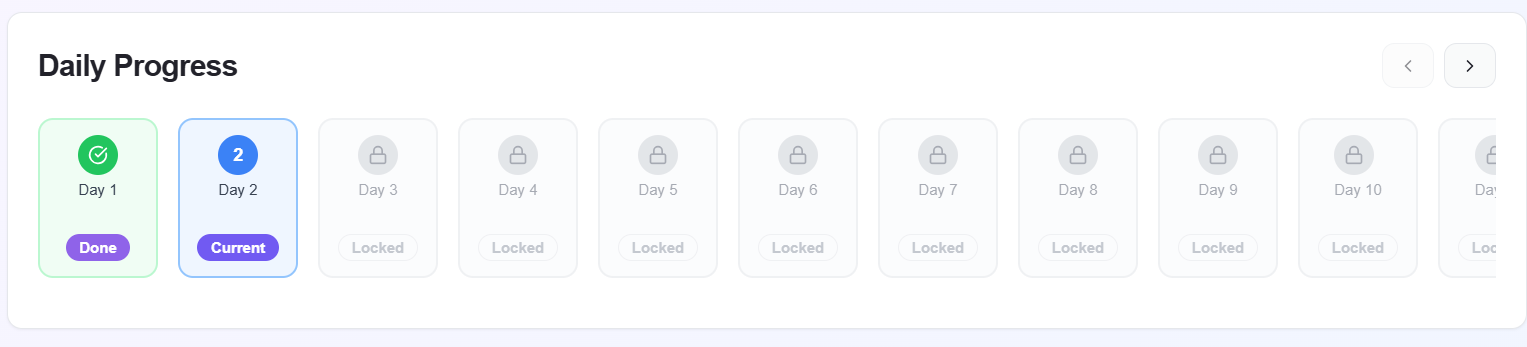 Daily Progress
2
Day 1
Day 2
Day 3
Day 4
Day 5
Day 6
Day 7
Day 8
Day 9
Day 10
Done
Current
Locked
Locked
Locked
Locked
Locked
Locked
Locked
Locked